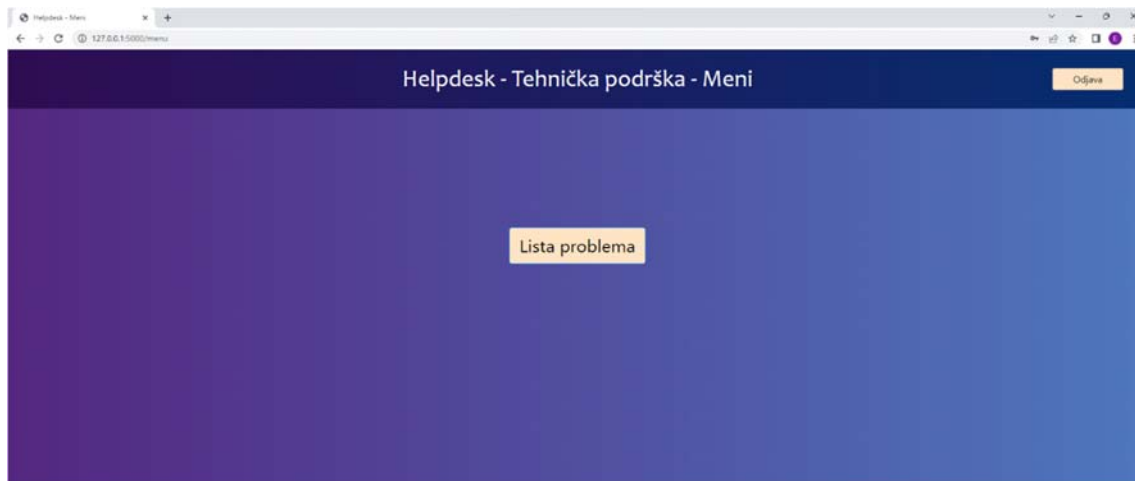 Helpdesk - Meni
127.0.0.1:5000/menu
E
Helpdesk - Tehnička podrška - Meni
Odjava
Lista problema